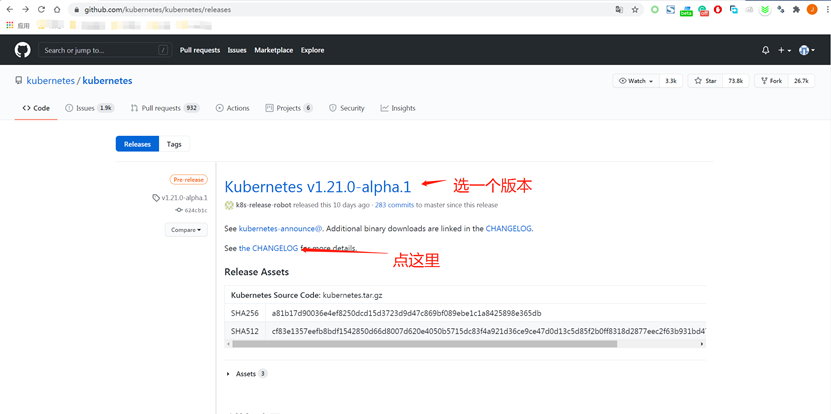 github.com/kubernetes/kubernetes/releases
应用
Search or jump to...
/
Pull requests Issues Marketplace Explore
kubernetes / kubernetes
Watch 3.3k Star 73.8k Fork 26.7k
Code Issues 1.9k Pull requests 932 Actions Projects 6 Security Insights
Releases Tags
Pre-release
v1.21.0-alpha.1
Compare
Kubernetes v1.21.0-alpha.1 选一个版本
k8s-release-robot released this 10 days ago · 283 commits to master since this release
See kubernetes-announce@. Additional binary downloads are linked in the CHANGELOG.
See the CHANGELOG for more details.
点这里
Release Assets
Kubernetes Source Code: kubernetes.tar.gz
SHA256 a81b17d90036e4ef8250dcd15d3723d9d47c869bf089ebe1c1a8425898e365db
SHA512
Assets 3